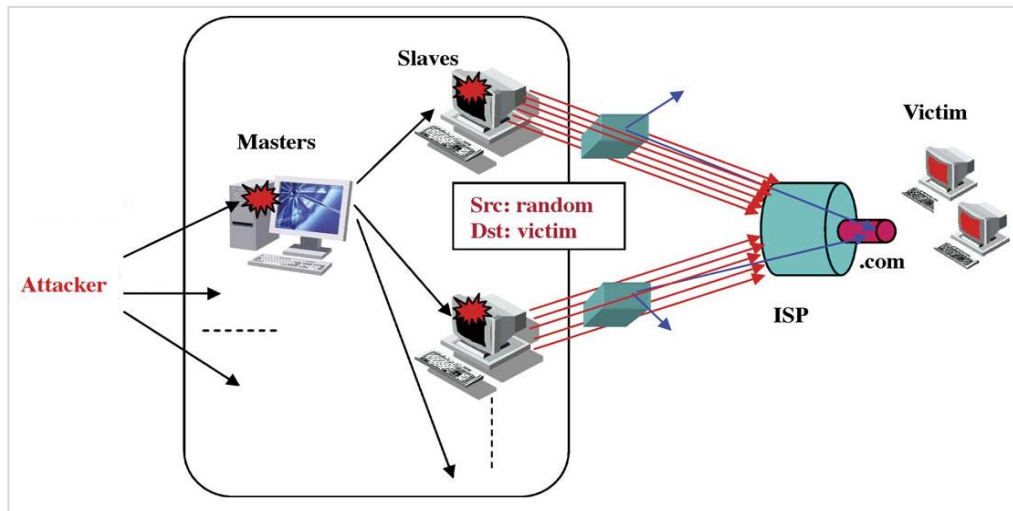 Slaves
Victim
Masters
Src: random
Dst: victim
.com
Attacker
ISP